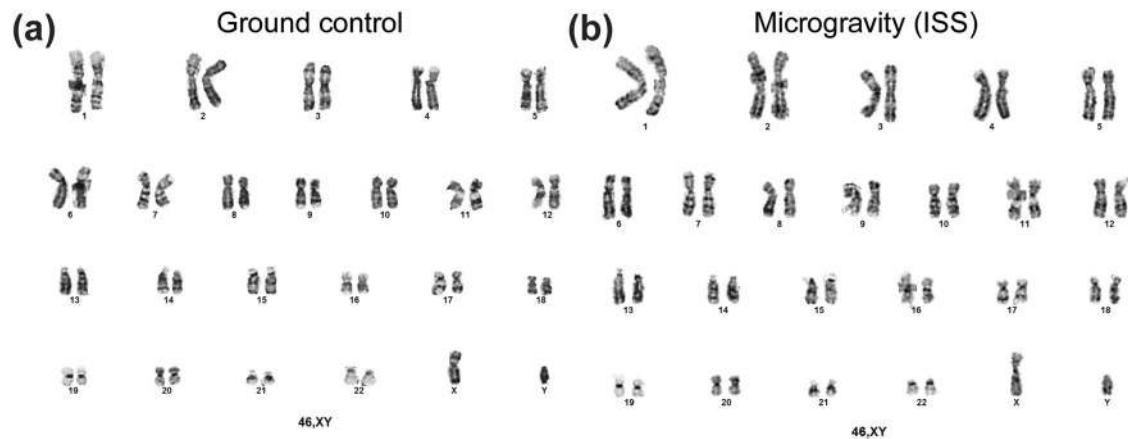 (a) Ground control
1 2 3 4 5
6 7 8 9 10 11 12
13 14 15 16 17 18
19 20 21 22 X Y
46,XY
(b) Microgravity (ISS)
1 2 3 4 5
6 7 8 9 10 11 12
13 14 15 16 17 18
19 20 21 22 X Y
46,XY